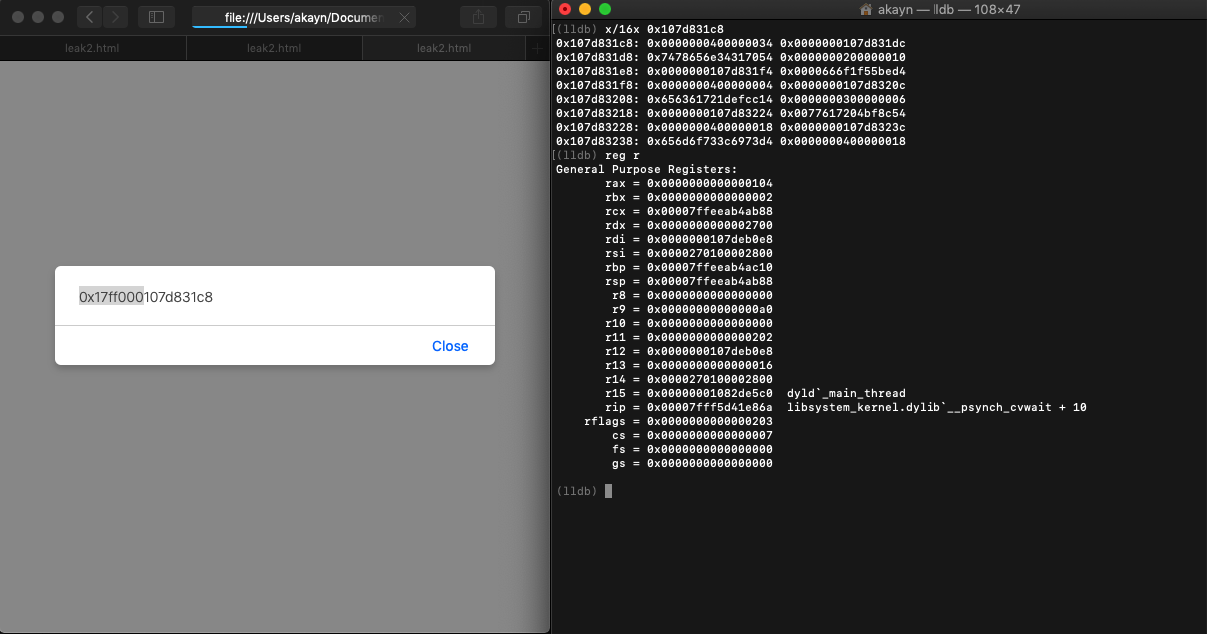 file:///Users/akayn/Documen
leak2.html
leak2.html
leak2.html
0x17ff000107d831c8
Close
akayn — lldb — 108×47
(lldb) x/16x 0x107d831c8
0x107d831c8: 0x0000000400000034 0x0000000107d831dc
0x107d831d8: 0x7478656e34317054 0x0000000200000010
0x107d831e8: 0x0000000107d831f4 0x0000666f1f55bed4
0x107d831f8: 0x0000000400000004 0x0000000107d8320c
0x107d83208: 0x656361721defcc14 0x0000000300000006
0x107d83218: 0x0000000107d83224 0x0077617204bf8c54
0x107d83228: 0x0000000400000018 0x0000000107d8323c
0x107d83238: 0x656d6f733c6973d4 0x0000000400000018
(lldb) reg r
General Purpose Registers:
rax = 0x0000000000000104
rbx = 0x0000000000000002
rcx = 0x00007ffeeab4ab88
rdx = 0x0000000000002700
rdi = 0x0000000107deb0e8
rsi = 0x0000270100002800
rbp = 0x00007ffeeab4ac10
rsp = 0x00007ffeeab4ab88
r8 = 0x0000000000000000
r9 = 0x00000000000000a0
r10 = 0x0000000000000000
r11 = 0x0000000000000202
r12 = 0x0000000107deb0e8
r13 = 0x0000000000000016
r14 = 0x0000270100002800
r15 = 0x00000001082de5c0 dyld`_main_thread
rip = 0x00007fff5d41e86a libsystem_kernel.dylib`__psynch_cvwait + 10
rflags = 0x0000000000000203
cs = 0x0000000000000007
fs = 0x0000000000000000
gs = 0x0000000000000000
(lldb)